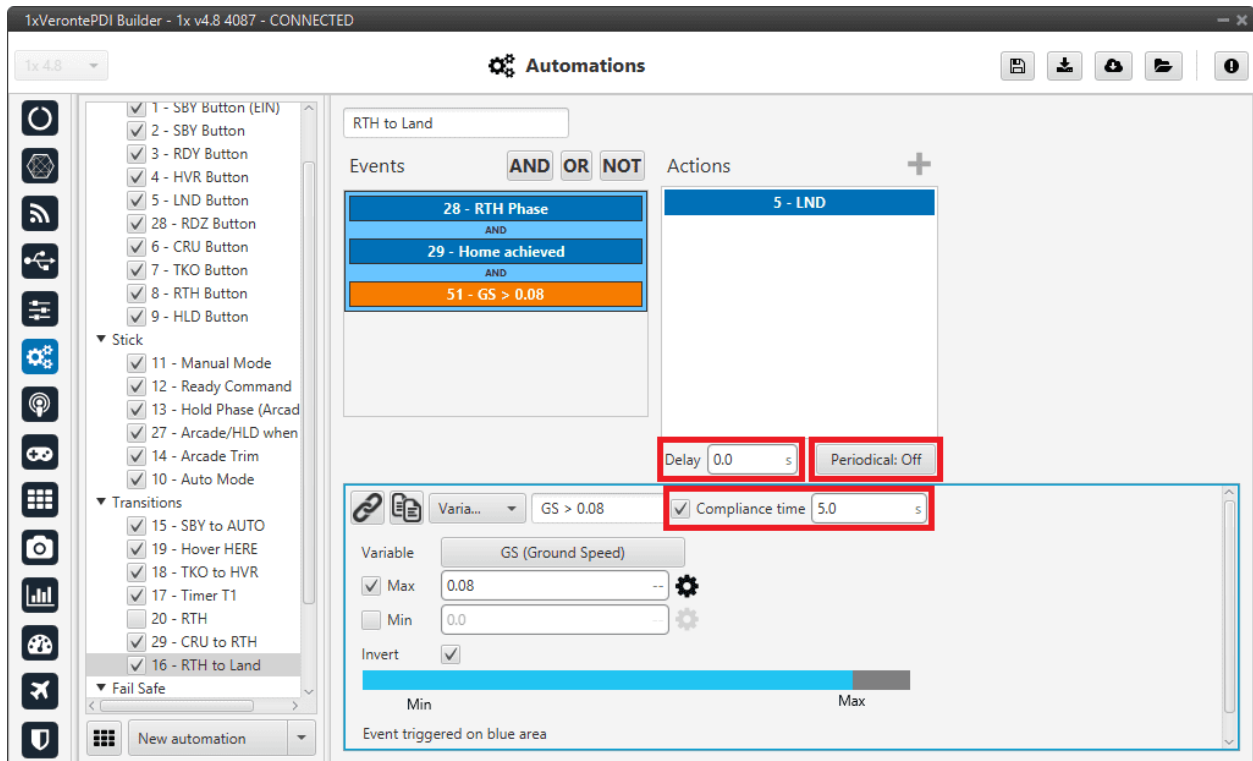 1xVerontePDI Builder - 1x v4.8 4087 - CONNECTED
1x 4.8
Automations
1 - SBY Button (EIN)
2 - SBY Button
3 - RDY Button
4 - HVR Button
5 - LND Button
28 - RDZ Button
6 - CRU Button
7 - TKO Button
8 - RTH Button
9 - HLD Button
Stick
11 - Manual Mode
12 - Ready Command
13 - Hold Phase (Arcad
27 - Arcade/HLD when
14 - Arcade Trim
10 - Auto Mode
Transitions
15 - SBY to AUTO
19 - Hover HERE
18 - TKO to HVR
17 - Timer T1
20 - RTH
29 - CRU to RTH
16 - RTH to Land
Fail Safe
New automation
RTH to Land
Events AND OR NOT
28 - RTH Phase
AND
29 - Home achieved
AND
51 - GS > 0.08
Actions
5 - LND
Delay 0.0 s Periodical: Off
Varia... GS > 0.08 Compliance time 5.0 s
Variable GS (Ground Speed)
Max 0.08 --
Min 0.0 --
Invert
Min Max
Event triggered on blue area